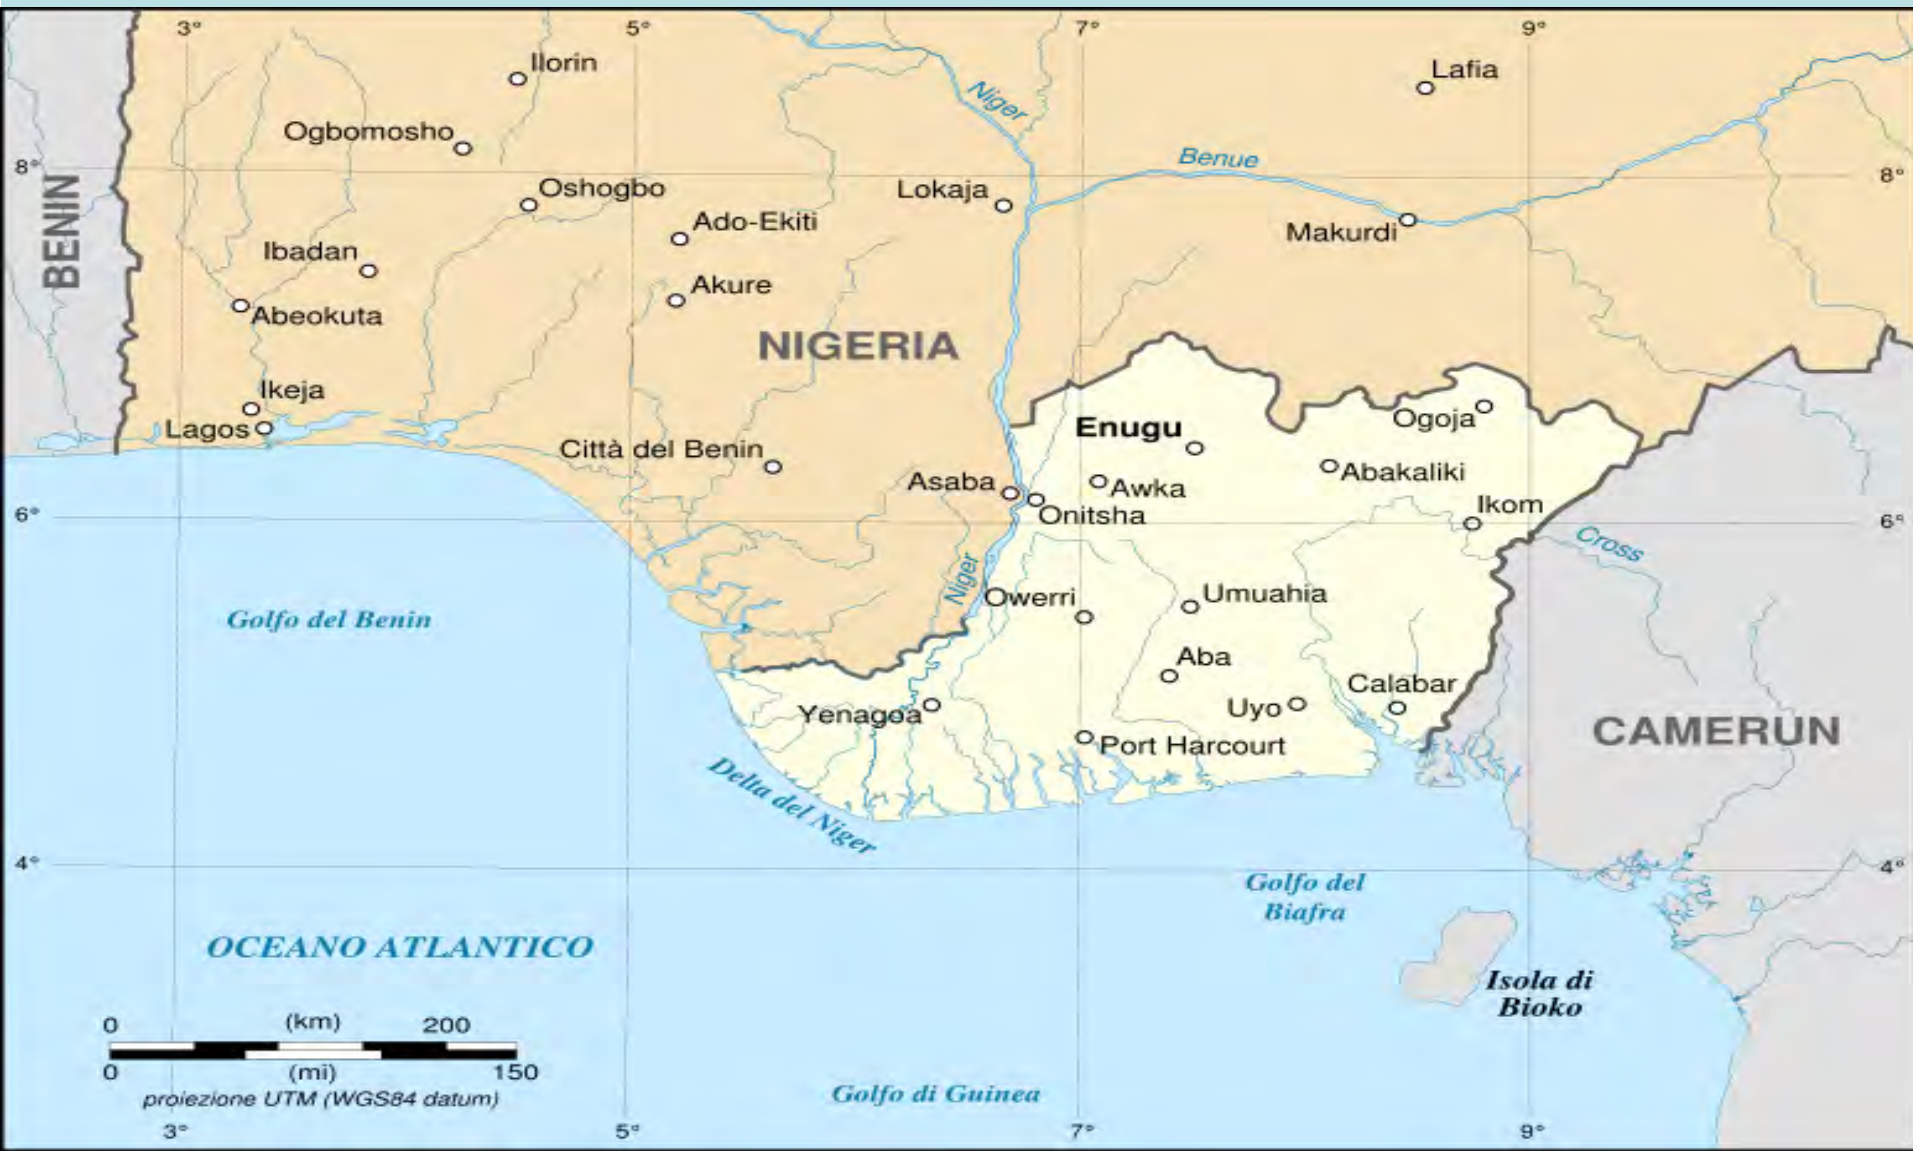 3°
5°
7°
9°
Ilorin
Lafia
Niger
Ogbomosho
Benue
8°
8°
BENIN
Oshogbo
Lokaja
Ado-Ekiti
Makurdi
Ibadan
Akure
Abeokuta
NIGERIA
Ikeja
Lagos
Enugu
Ogoja
Città del Benin
Abakaliki
Asaba
Awka
Onitsha
Ikom
6°
6°
Cross
Niger
Owerri
Umuahia
Golfo del Benin
Aba
Calabar
Yenagoa
Uyo
Port Harcourt
CAMERUN
Delta del Niger
4°
4°
Golfo del
Biafra
OCEANO ATLANTICO
Isola di
Bioko
0 (km) 200
0 (mi) 150
proiezione UTM (WGS84 datum)
Golfo di Guinea
3°
5°
7°
9°